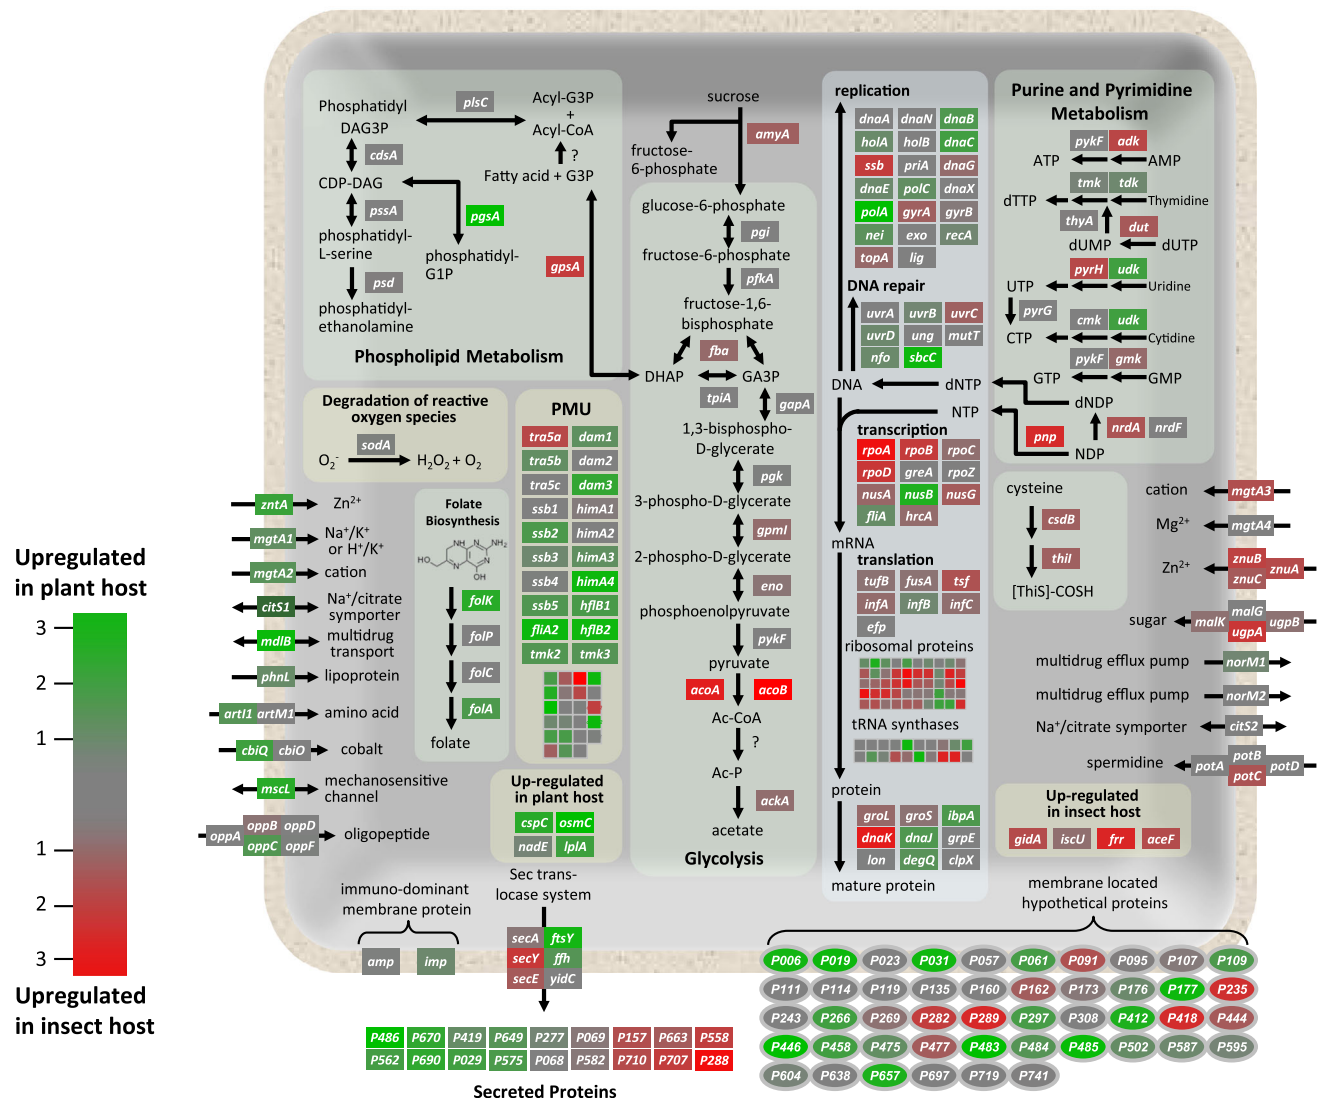 Upregulated
in plant host
3
2
1
1
2
3
Upregulated
in insect host
Phosphatidyl
DAG3P
plsC
Acyl-G3P
+
Acyl-CoA
cdsA
?
CDP-DAG
Fatty acid + G3P
pssA
pgsA
phosphatidyl-
L-serine
phosphatidyl-
G1P
gpsA
psd
phosphatidyl-
ethanolamine
Phospholipid Metabolism
Degradation of reactive
oxygen species
sodA
O2-
H2O2 + O2
PMU
tra5a dam1
tra5b dam2
tra5c dam3
ssb1 himA1
ssb2 himA2
ssb3 himA3
ssb4 himA4
ssb5 hflB1
fliA2 hflB2
tmk2 tmk3
Folate
Biosynthesis
NH
N
NH2
HO
N
N
OH
folK
folP
folC
folA
folate
Up-regulated
in plant host
cspC osmC
nadE lplA
zntA Zn2+
mgtA1 Na+/K+
or H+/K+
mgtA2 cation
citS1 Na+/citrate
symporter
mdlB multidrug
transport
phnL lipoprotein
artI1 artM1 amino acid
cbiQ cbiO cobalt
mscL mechanosensitive
channel
oppA oppB oppD
oppC oppF
oligopeptide
immuno-dominant
membrane protein
amp imp
Sec trans-
locase system
secA ftsY
secY ffh
secE yidC
P486 P670 P419 P649 P277 P069 P157 P663 P558
P562 P690 P029 P575 P068 P582 P710 P707 P288
Secreted Proteins
sucrose
amyA
fructose-
6-phosphate
glucose-6-phosphate
pgi
fructose-6-phosphate
pfkA
fructose-1,6-
bisphosphate
fba
DHAP GA3P
tpiA gapA
1,3-bisphospho-
D-glycerate
pgk
3-phospho-D-glycerate
gpmI
2-phospho-D-glycerate
eno
phosphoenolpyruvate
pykF
pyruvate
acoA acoB
Ac-CoA
?
Ac-P
ackA
acetate
Glycolysis
replication
dnaA dnaN dnaB
holA holB dnaC
ssb priA dnaG
dnaE polC dnaX
polA gyrA gyrB
nei exo recA
topA lig
DNA repair
uvrA uvrB uvrC
uvrD ung mutT
nfo sbcC
DNA dNTP
NTP
transcription
rpoA rpoB rpoC
rpoD greA rpoZ
nusA nusB nusG
fliA hrcA
mRNA
translation
tufB fusA tsf
infA infB infC
efp
ribosomal proteins
tRNA synthases
protein
groL groS ibpA
dnaK dnaJ grpE
lon degQ clpX
mature protein
Purine and Pyrimidine
Metabolism
pykF adk
ATP AMP
tmk tdk
dTTP Thymidine
thyA dut
dUMP dUTP
pyrH udk
UTP Uridine
pyrG
cmk udk
CTP Cytidine
pykF gmk
GTP GMP
dNDP
pnp nrdA nrdF
NDP
cysteine
csdB
thiI
[ThiS]-COSH
cation mgtA3
Mg2+ mgtA4
Zn2+ znuB znuA
znuC
sugar malK malG ugpB
ugpA
multidrug efflux pump norM1
multidrug efflux pump norM2
Na+/citrate symporter citS2
spermidine potA potB potD
potC
Up-regulated
in insect host
gidA iscU frr aceF
membrane located
hypothetical proteins
P006 P019 P023 P031 P057 P061 P091 P095 P107 P109
P111 P114 P119 P135 P160 P162 P173 P176 P177 P235
P243 P266 P269 P282 P289 P297 P308 P412 P418 P444
P446 P458 P475 P477 P483 P484 P485 P502 P587 P595
P604 P638 P657 P697 P719 P741